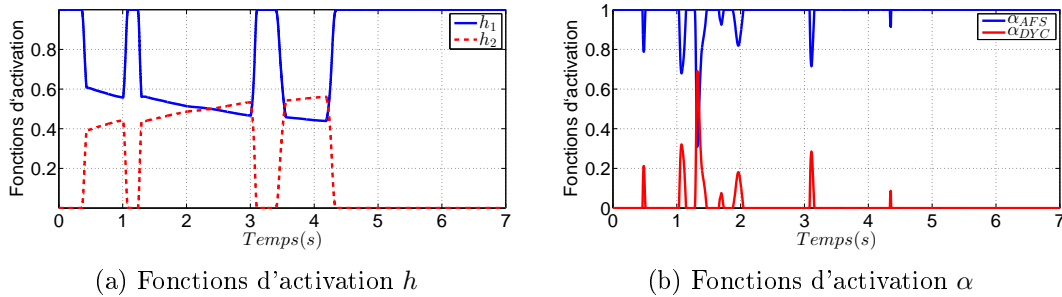 Fonctions d'activation
0.8
0.6
0.4
0.2
0 1 2 3 4 5 6 7
Temps(s)
h₁
h₂
(a) Fonctions d'activation h
Fonctions d'activation
1
0.8
0.6
0.4
0.2
0
0 1 2 3 4 5 6 7
Temps(s)
α_AFS
α_DYC
(b) Fonctions d'activation α